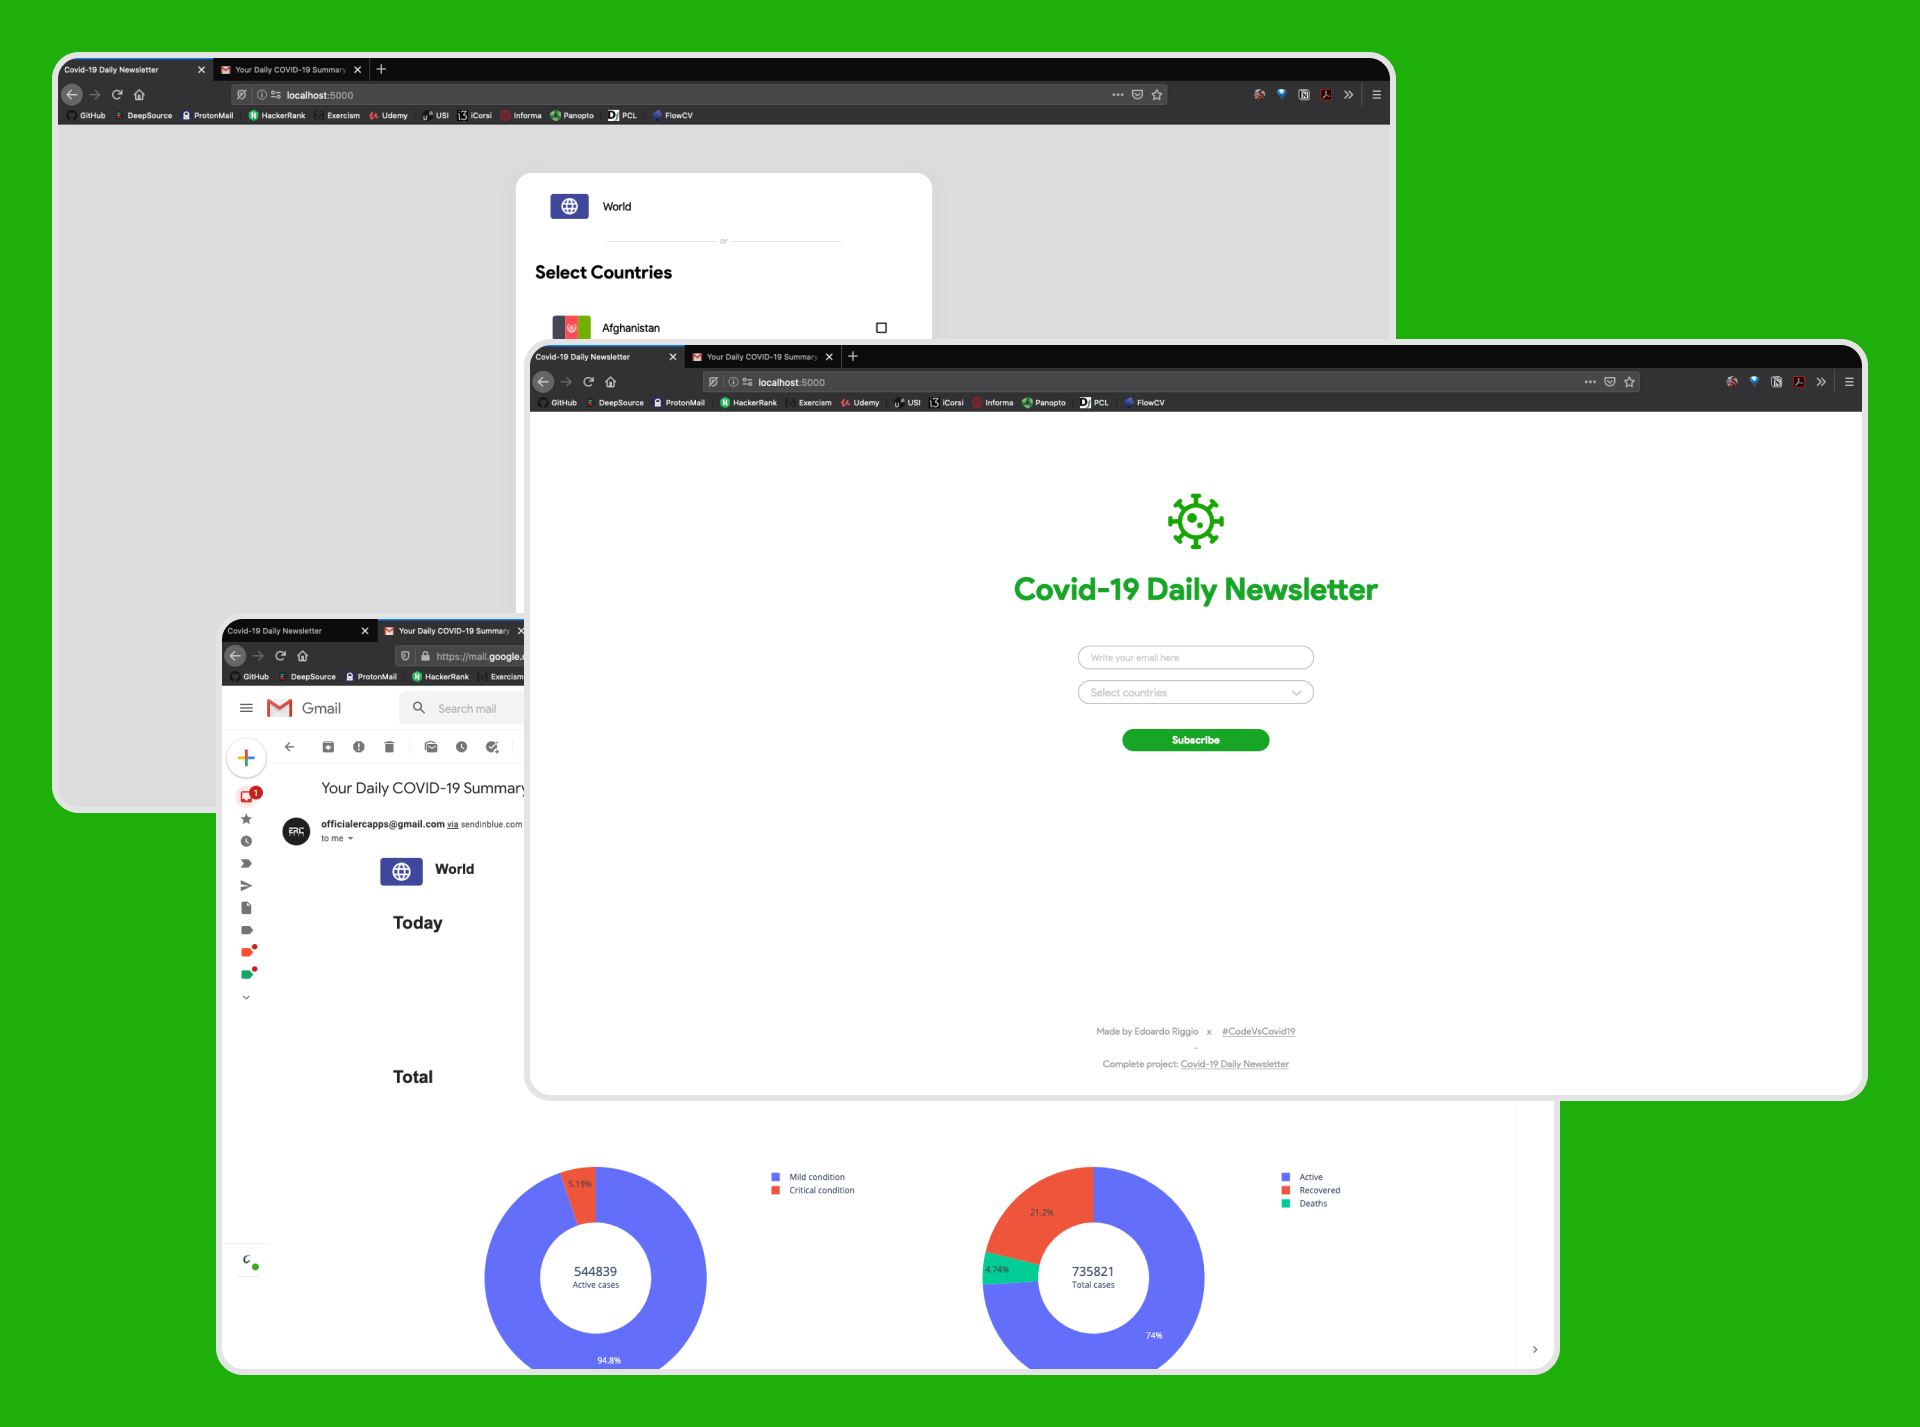 Covid-19 Daily Newsletter
Your Daily COVID-19 Summary
localhost:5000
GitHub DeepSource ProtonMail HackerRank Exercism Udemy USI iCorsi Informa Panopto PCL FlowCV
World
or
Select Countries
Afghanistan
Covid-19 Daily Newsletter
Your Daily COVID-19 Summary
localhost:5000
GitHub DeepSource ProtonMail HackerRank Exercism Udemy USI iCorsi Informa Panopto PCL FlowCV
Covid-19 Daily Newsletter
Write your email here
Select countries
Subscribe
Made by Edoardo Riggio x #CodeVsCovid19
-
Complete project: Covid-19 Daily Newsletter
Covid-19 Daily Newsletter
Your Daily COVID-19 Summary
https://mail.google.
GitHub DeepSource ProtonMail HackerRank Exercism
Gmail
Search mail
1
Your Daily COVID-19 Summary
ERC
officialercapps@gmail.com via sendinblue.com
to me
World
Today
Total
5.19%
544839
Active cases
94.8%
Mild condition
Critical condition
21.2%
4.74%
735821
Total cases
74%
Active
Recovered
Deaths